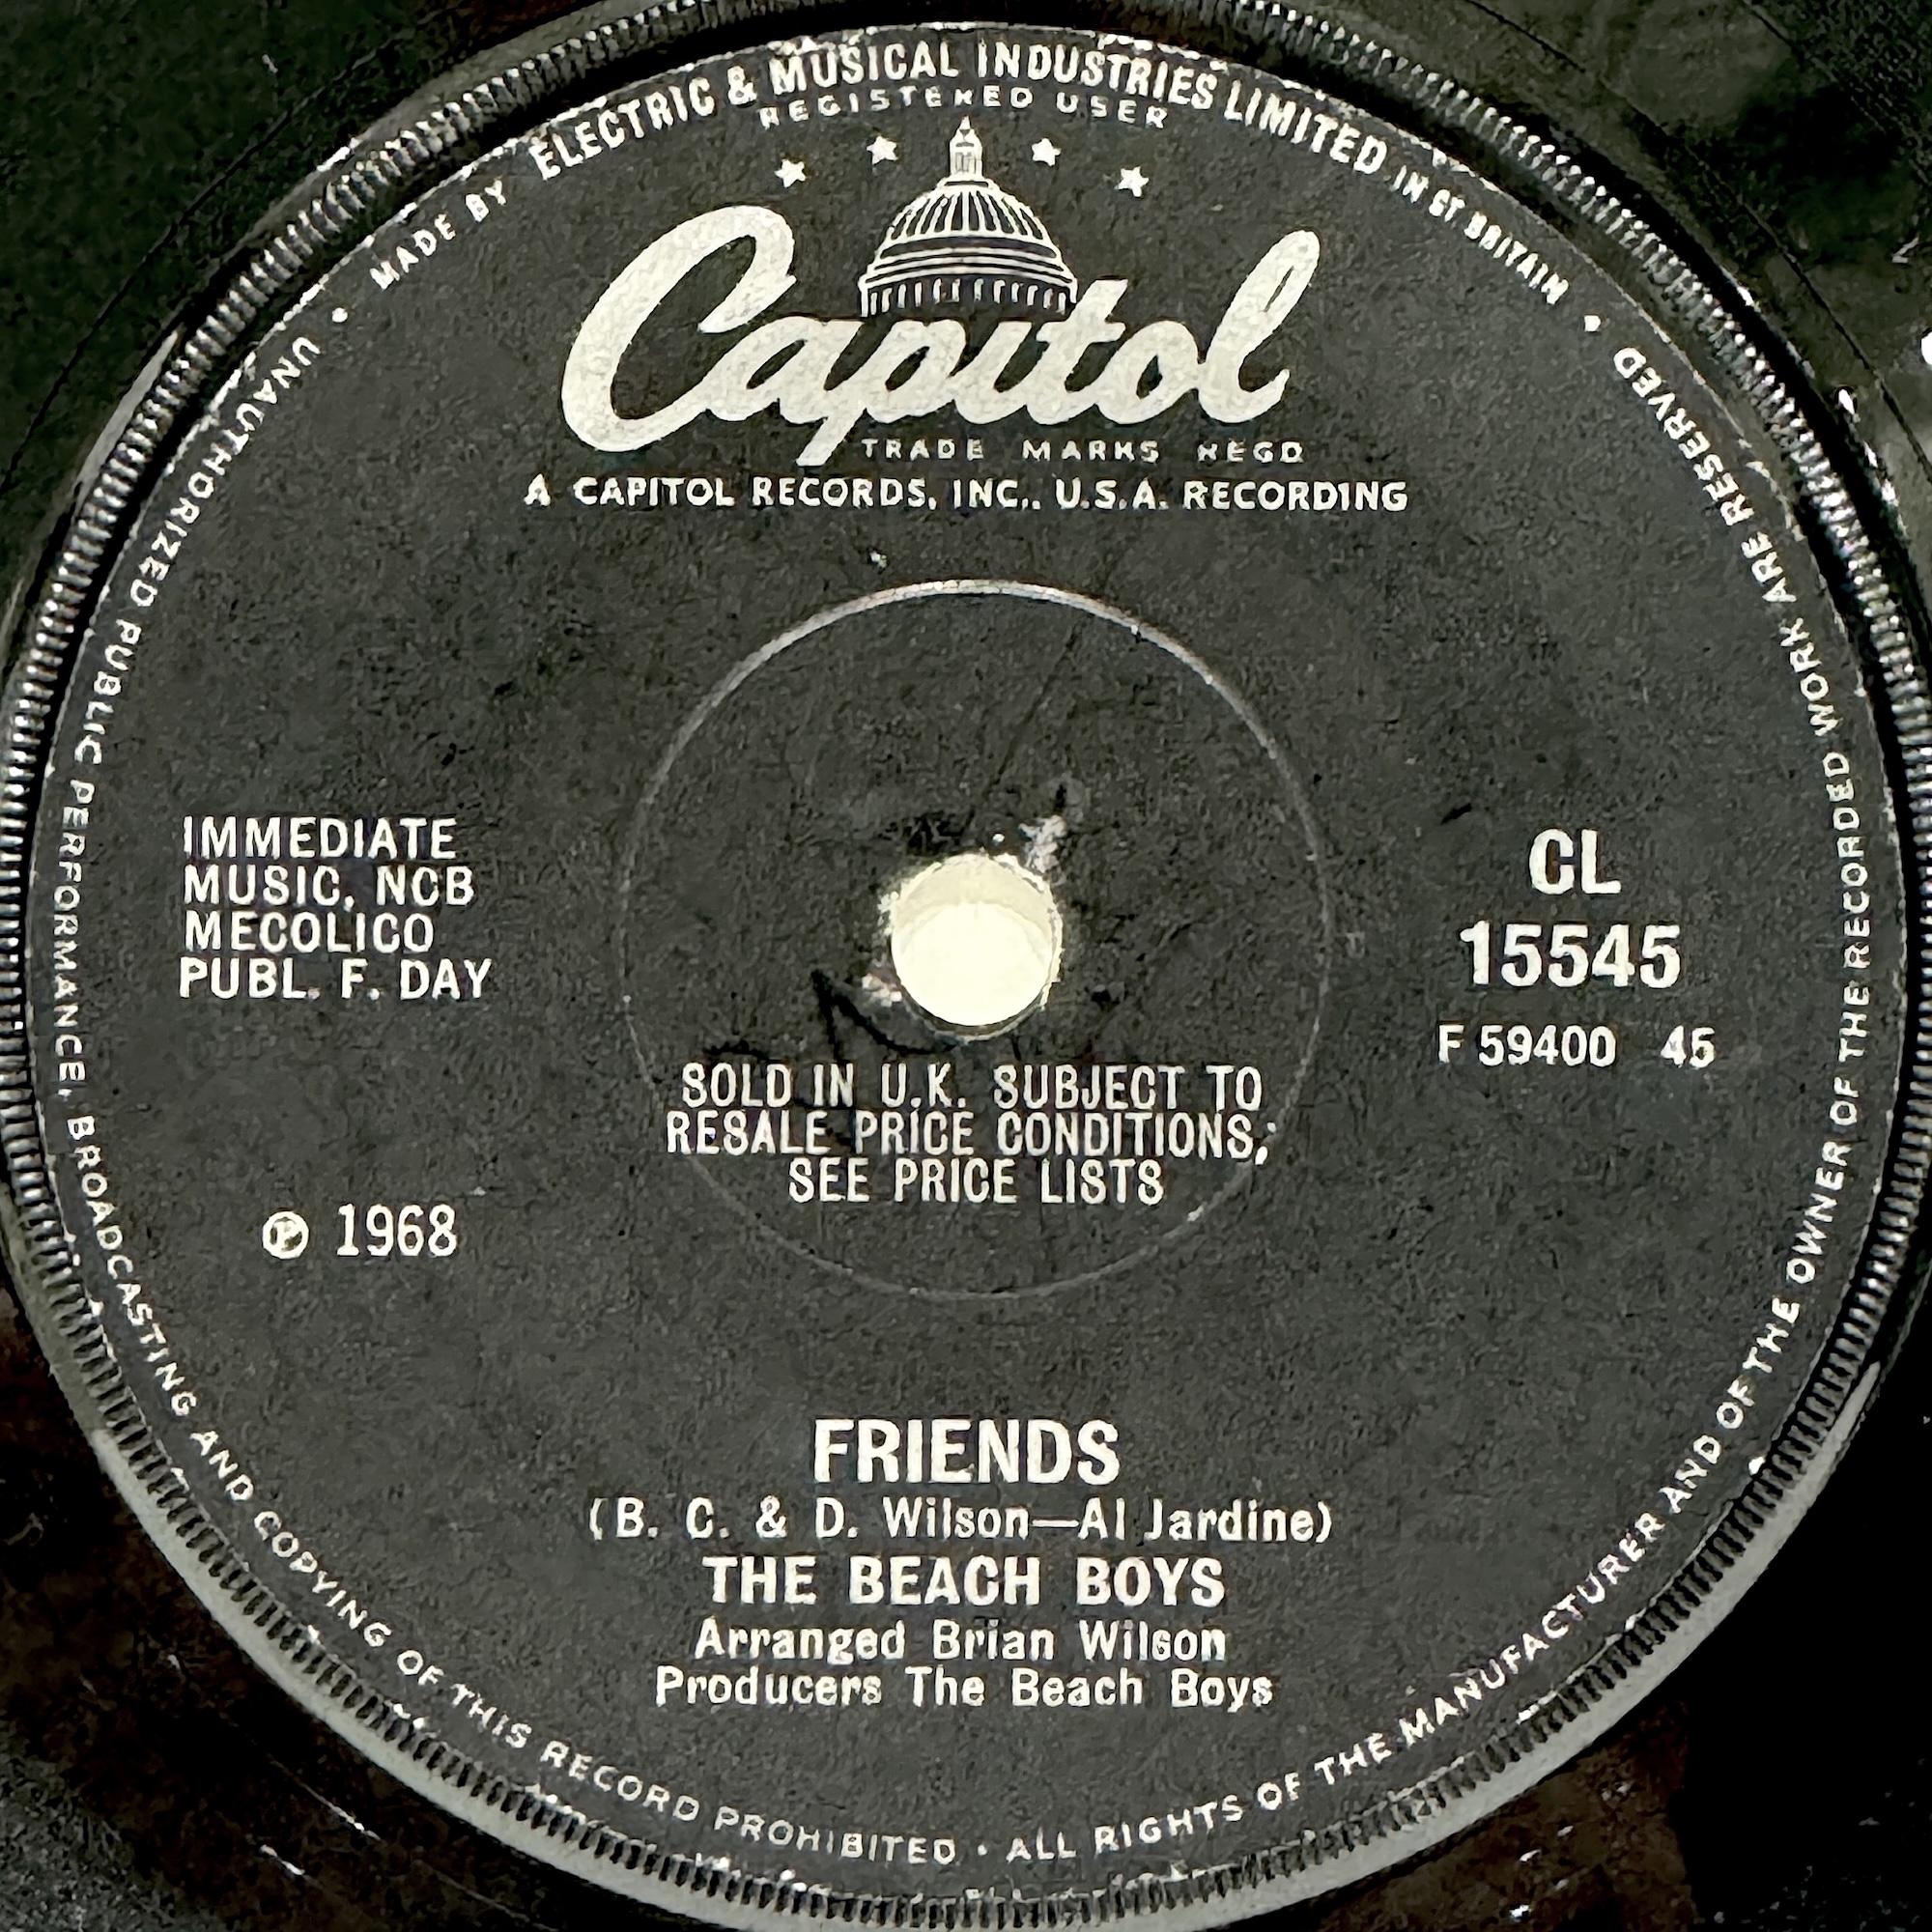 MADE BY ELECTRIC & MUSICAL INDUSTRIES LIMITED IN GT BRITAIN •
REGISTERED USER
Capitol
TRADE MARKS REGD
A CAPITOL RECORDS, INC., U.S.A. RECORDING
IMMEDIATE
MUSIC, NCB
MECOLICO
PUBL. F. DAY
CL
15545
F 59400 45
SOLD IN U.K. SUBJECT TO
RESALE PRICE CONDITIONS,
SEE PRICE LISTS
℗ 1968
FRIENDS
(B. C. & D. Wilson—Al Jardine)
THE BEACH BOYS
Arranged Brian Wilson
Producers The Beach Boys
• UNAUTHORIZED PUBLIC PERFORMANCE, BROADCASTING AND COPYING OF THIS RECORD PROHIBITED • ALL RIGHTS OF THE MANUFACTURER AND OF THE OWNER OF THE RECORDED WORK ARE RESERVED